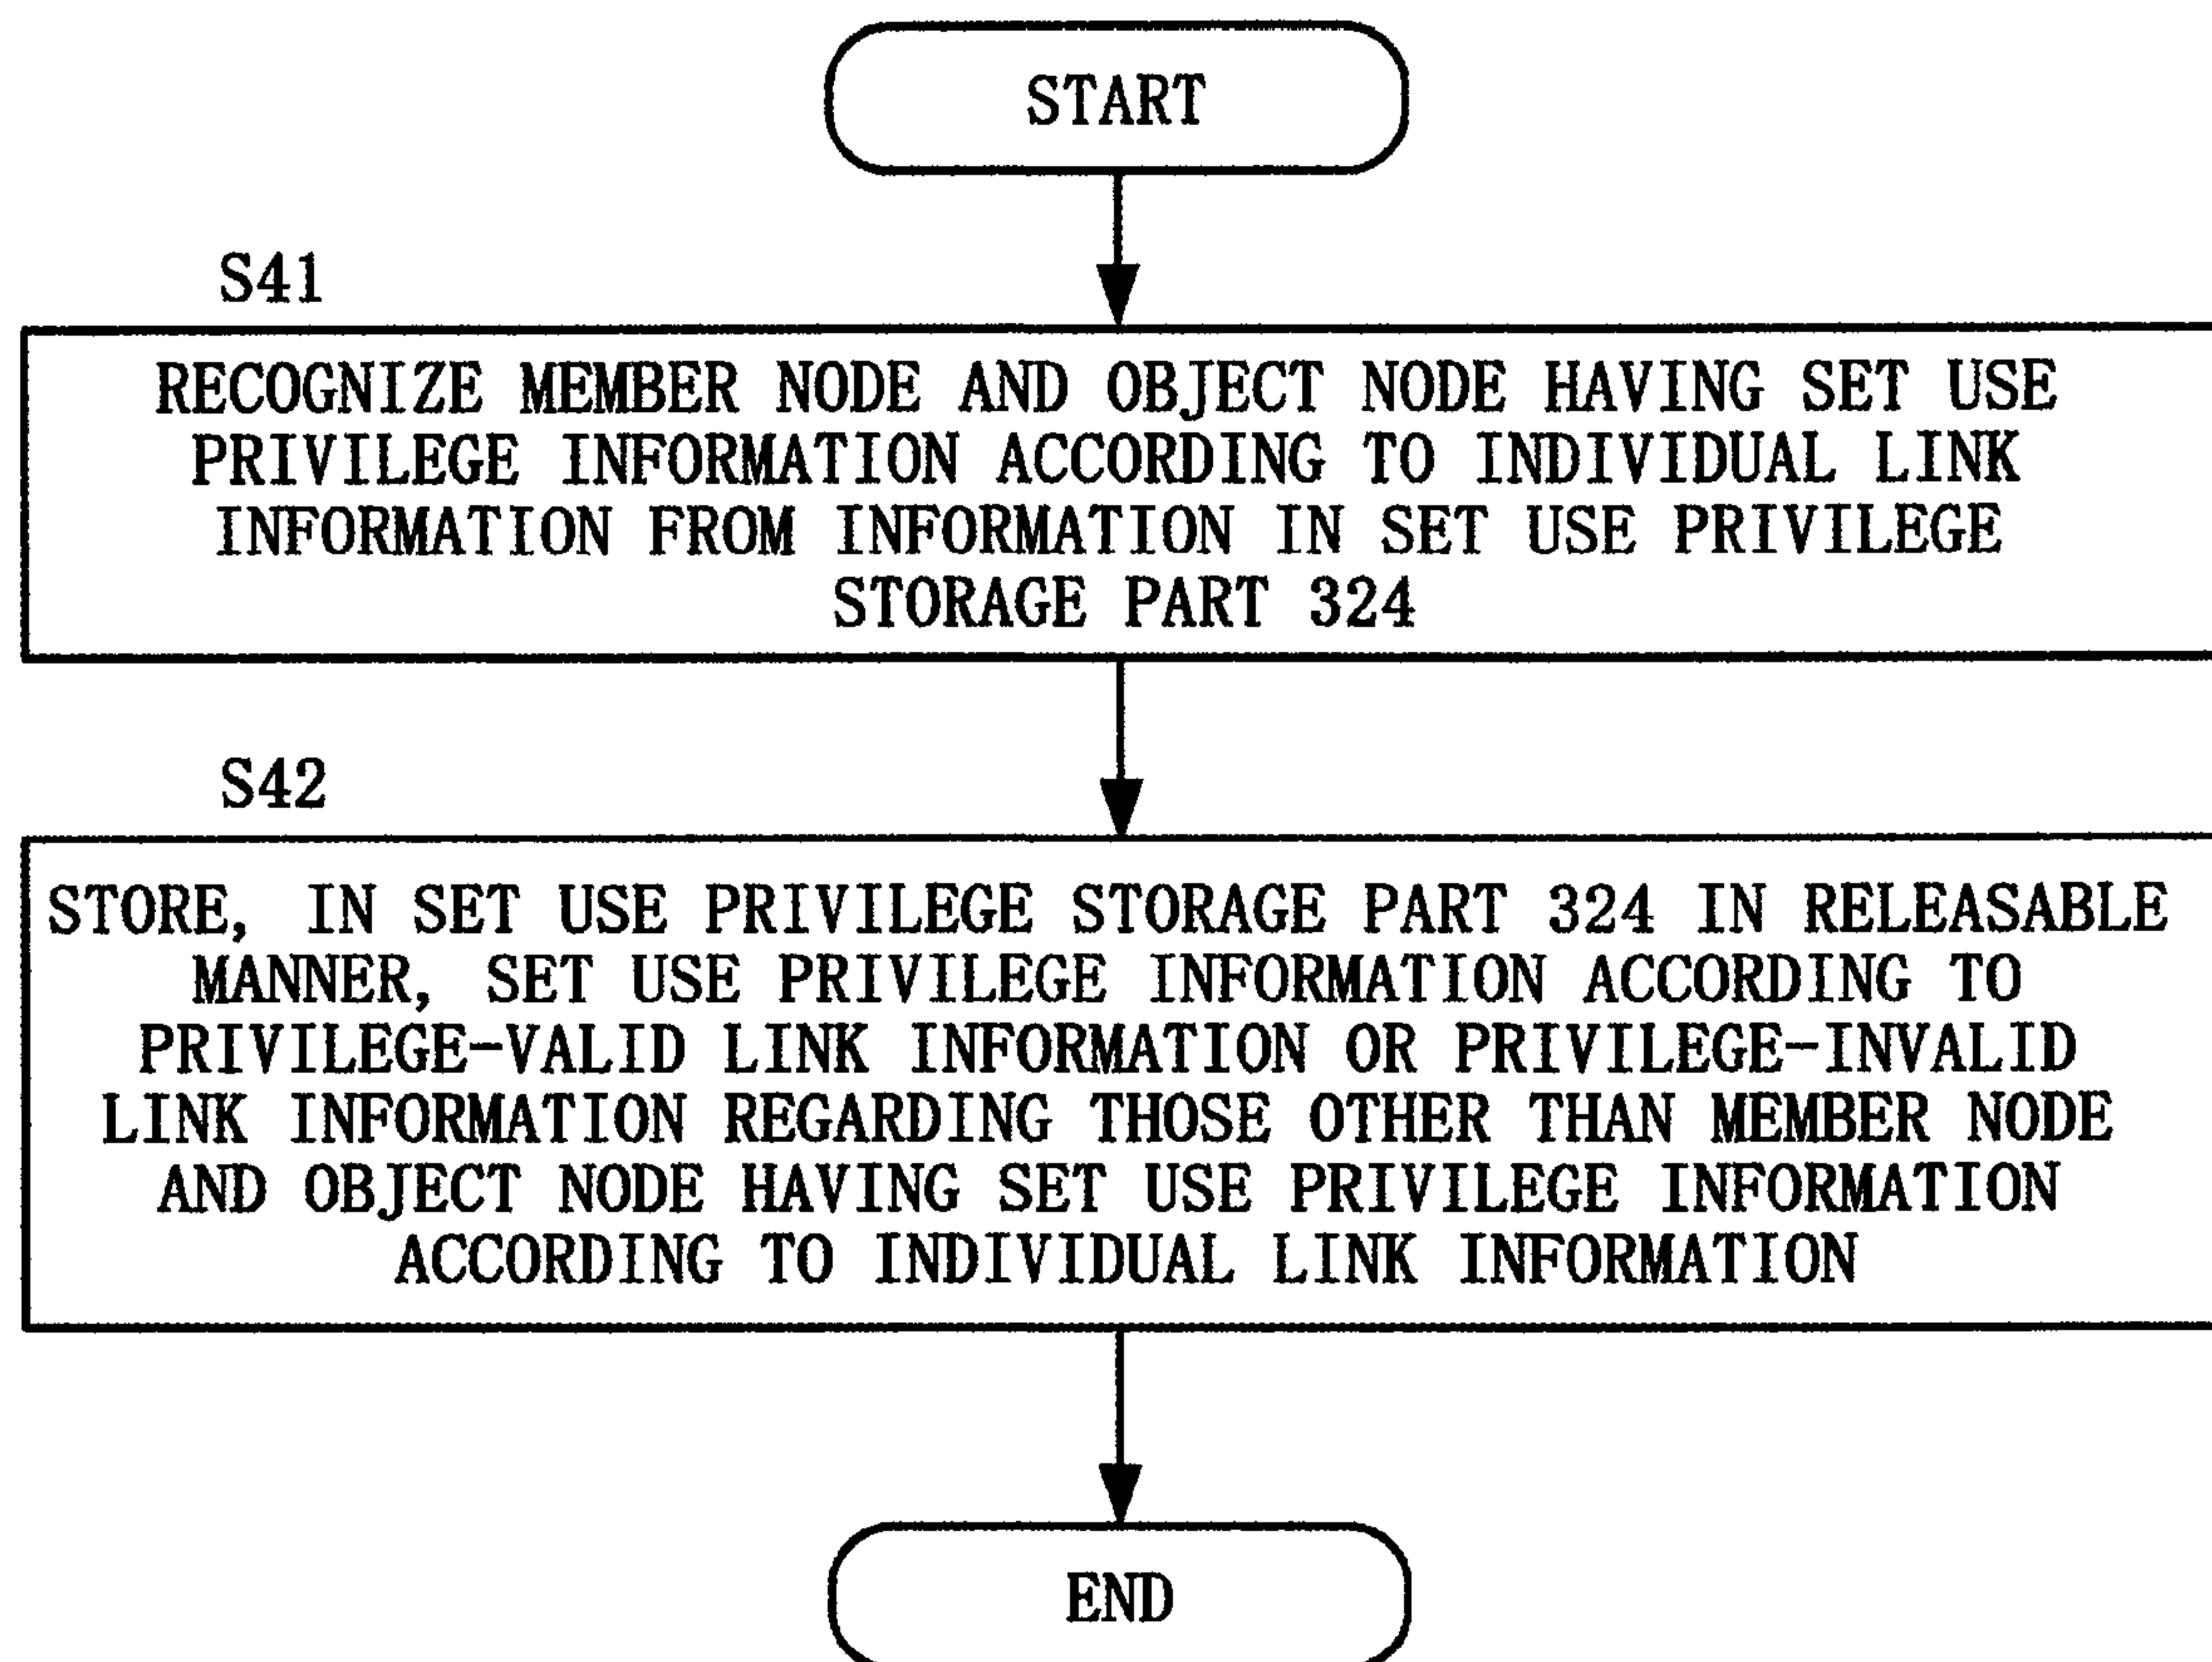 START
S41
RECOGNIZE MEMBER NODE AND OBJECT NODE HAVING SET USE
PRIVILEGE INFORMATION ACCORDING TO INDIVIDUAL LINK
INFORMATION FROM INFORMATION IN SET USE PRIVILEGE
STORAGE PART 324
S42
STORE, IN SET USE PRIVILEGE STORAGE PART 324 IN RELEASABLE
MANNER, SET USE PRIVILEGE INFORMATION ACCORDING TO
PRIVILEGE-VALID LINK INFORMATION OR PRIVILEGE-INVALID
LINK INFORMATION REGARDING THOSE OTHER THAN MEMBER NODE
AND OBJECT NODE HAVING SET USE PRIVILEGE INFORMATION
ACCORDING TO INDIVIDUAL LINK INFORMATION
END